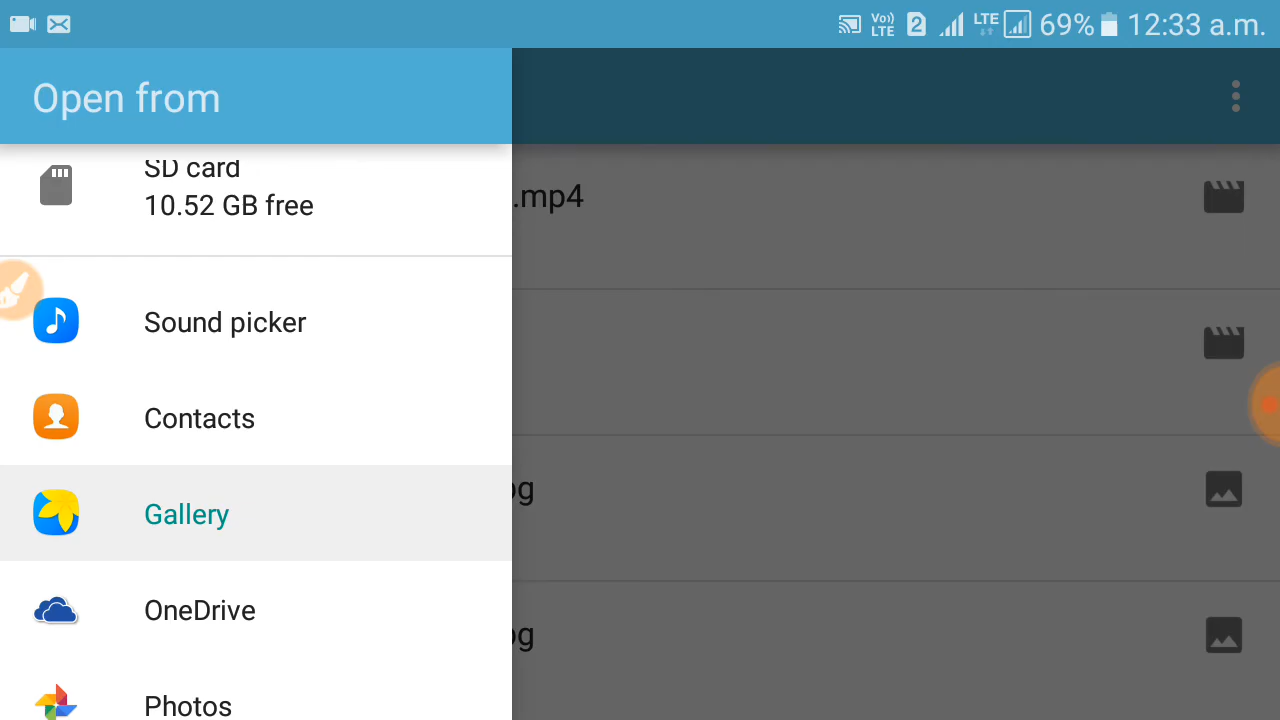 Vo) LTE 2 LTE 69% 12:33 a.m.
Open from
SD card
10.52 GB free
.mp4
Sound picker
Contacts
Gallery
OneDrive
Photos